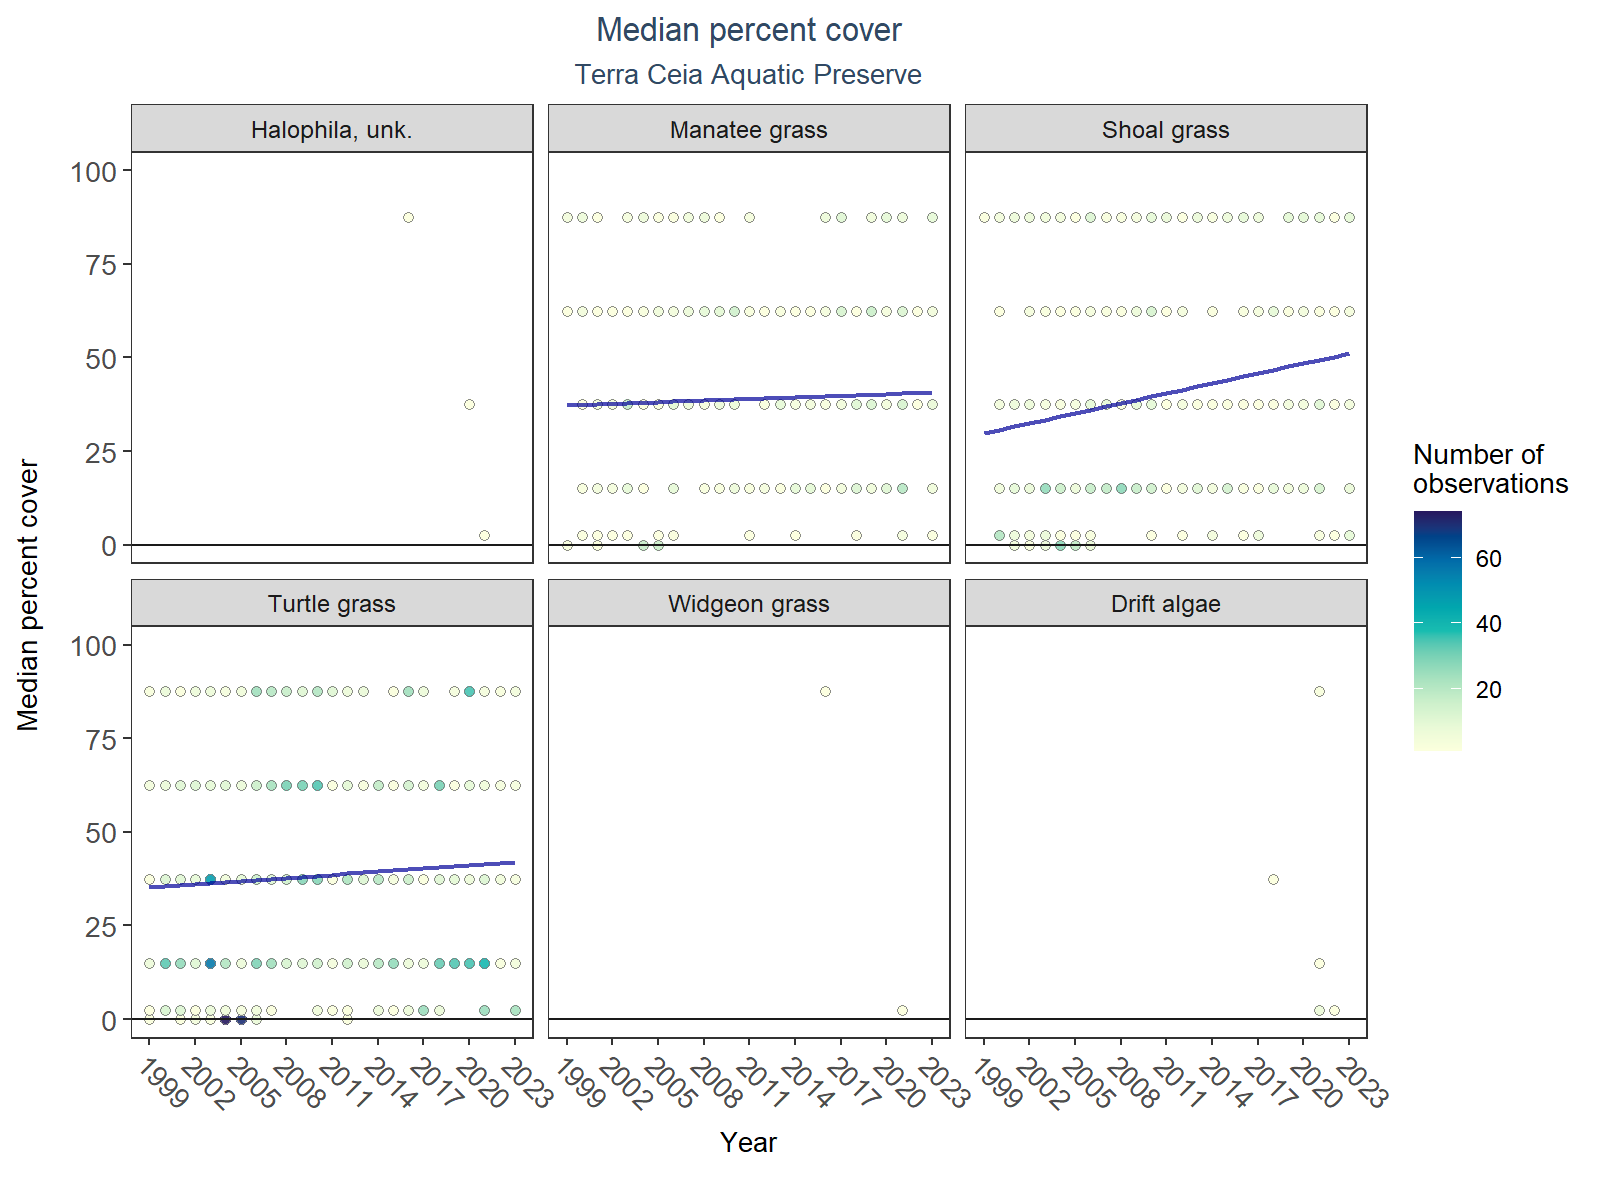 Median percent cover
Terra Ceia Aquatic Preserve
Halophila, unk.
Manatee grass
Shoal grass
100
75
50
25
0
Turtle grass
Widgeon grass
Drift algae
100
75
50
25
0
1999 2002 2005 2008 2011 2014 2017 2020 2023
1999 2002 2005 2008 2011 2014 2017 2020 2023
1999 2002 2005 2008 2011 2014 2017 2020 2023
Year
Median percent cover
Number of
observations
60
40
20